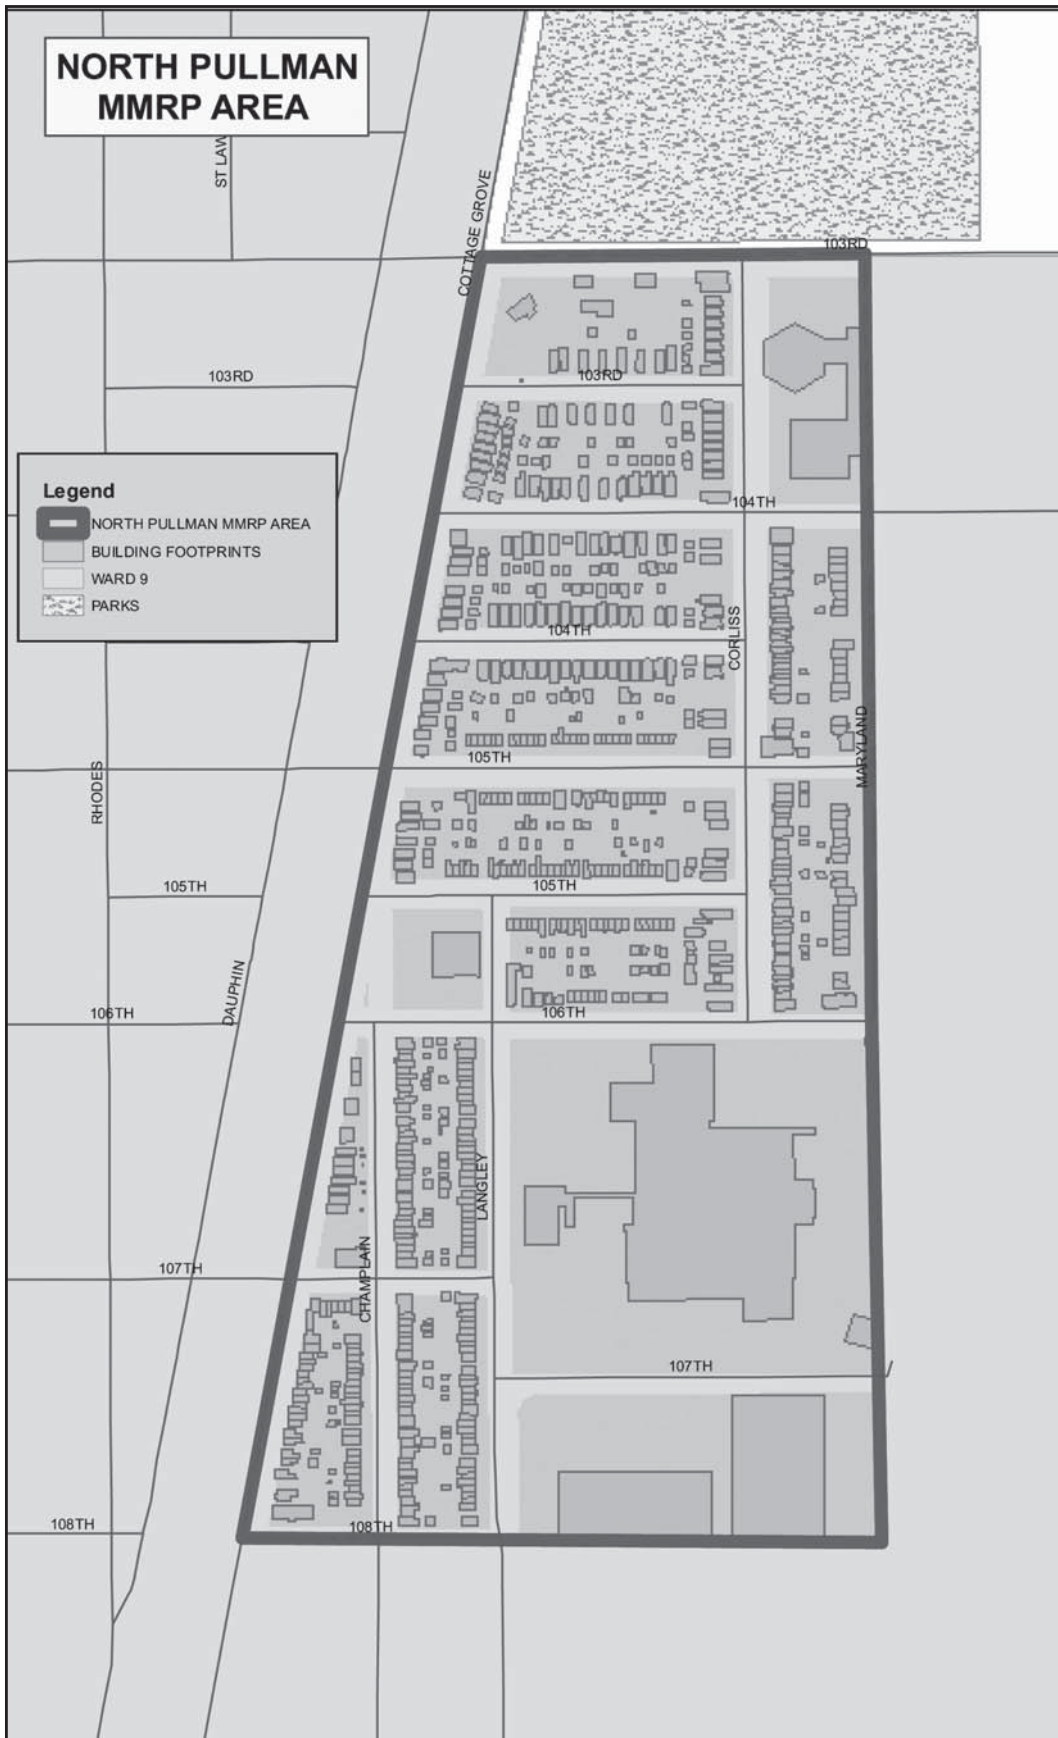 NORTH PULLMAN
MMRP AREA
ST LAW
COTTAGE GROVE
103RD
103RD
103RD
Legend
NORTH PULLMAN MMRP AREA
BUILDING FOOTPRINTS
WARD 9
PARKS
104TH
104TH
CORLISS
MARYLAND
105TH
RHODES
105TH
105TH
DAUPHIN
106TH
106TH
LANGLEY
CHAMPLAIN
107TH
107TH
108TH
108TH